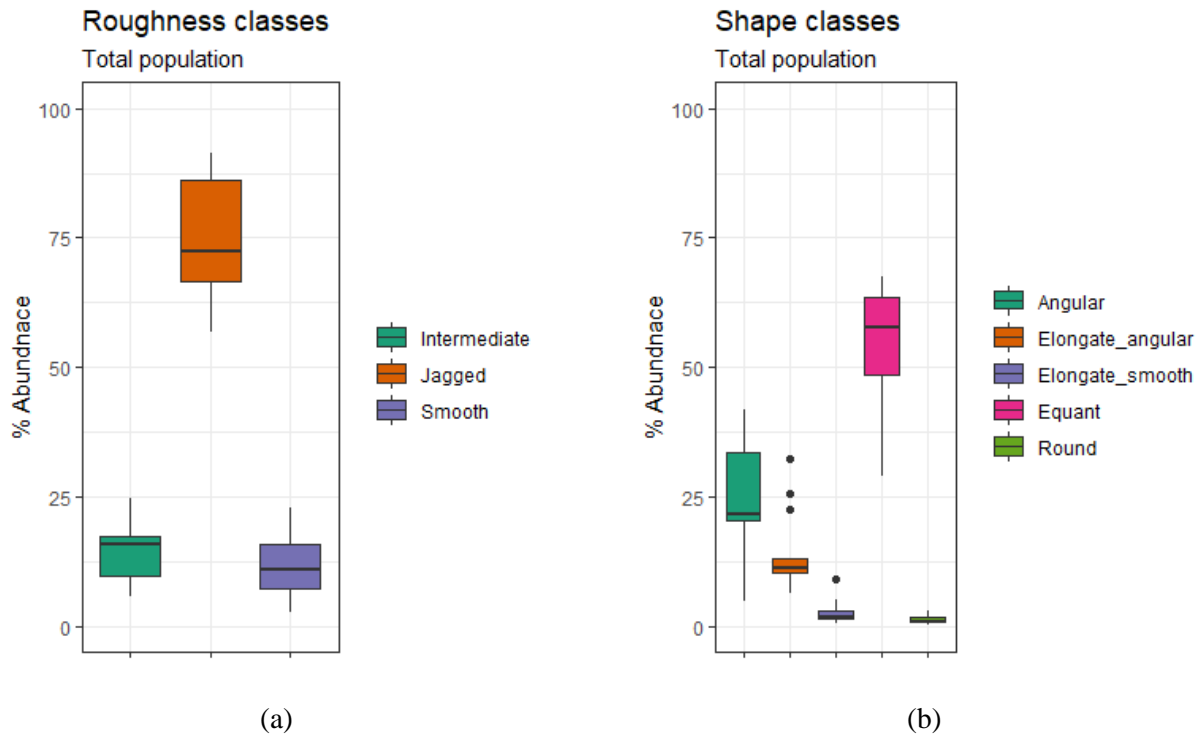 Roughness classes
Total population
100
75
50
25
0
% Abundnace
Intermediate
Jagged
Smooth
(a)
Shape classes
Total population
100
75
50
25
0
% Abundnace
Angular
Elongate_angular
Elongate_smooth
Equant
Round
(b)